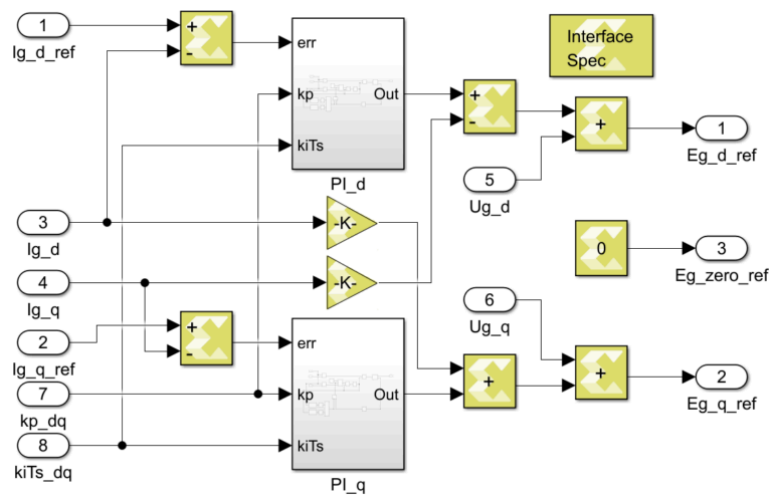 1
Ig_d_ref
+
-
err
kp
kiTs
Out
PI_d
Interface
Spec
+
-
+
1
Eg_d_ref
5
Ug_d
3
Ig_d
-K-
0
3
Eg_zero_ref
4
Ig_q
-K-
6
Ug_q
2
Ig_q_ref
+
-
err
kp
kiTs
Out
PI_q
+
+
2
Eg_q_ref
7
kp_dq
8
kiTs_dq